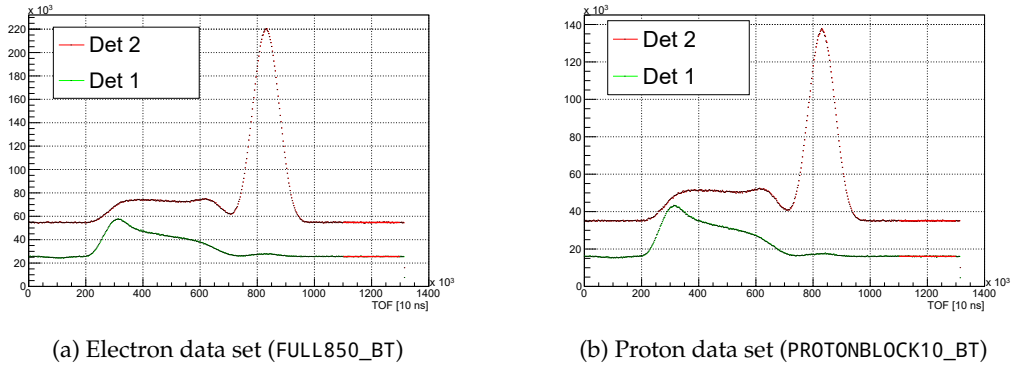 × 10³
220
200
180
160
140
120
100
80
60
40
20
0
Det 2
Det 1
0 200 400 600 800 1000 1200 1400
× 10³
TOF [10 ns]
(a) Electron data set (FULL850_BT)
×10³
140
120
100
80
60
40
20
0
Det 2
Det 1
0 200 400 600 800 1000 1200 1400
× 10³
TOF [10 ns]
(b) Proton data set (PROTONBLOCK10_BT)